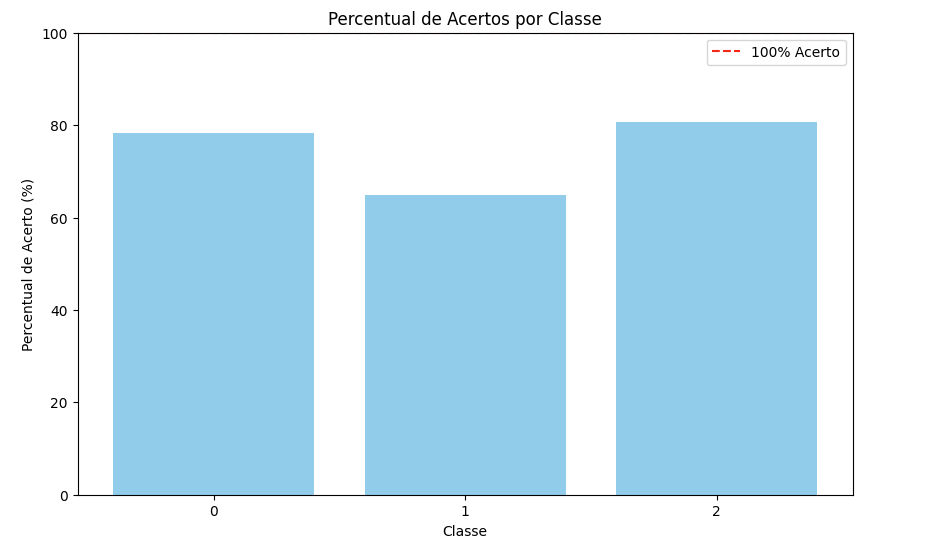 Percentual de Acertos por Classe
100% Acerto
100
80
60
40
20
0
Percentual de Acerto (%)
0 1 2
Classe